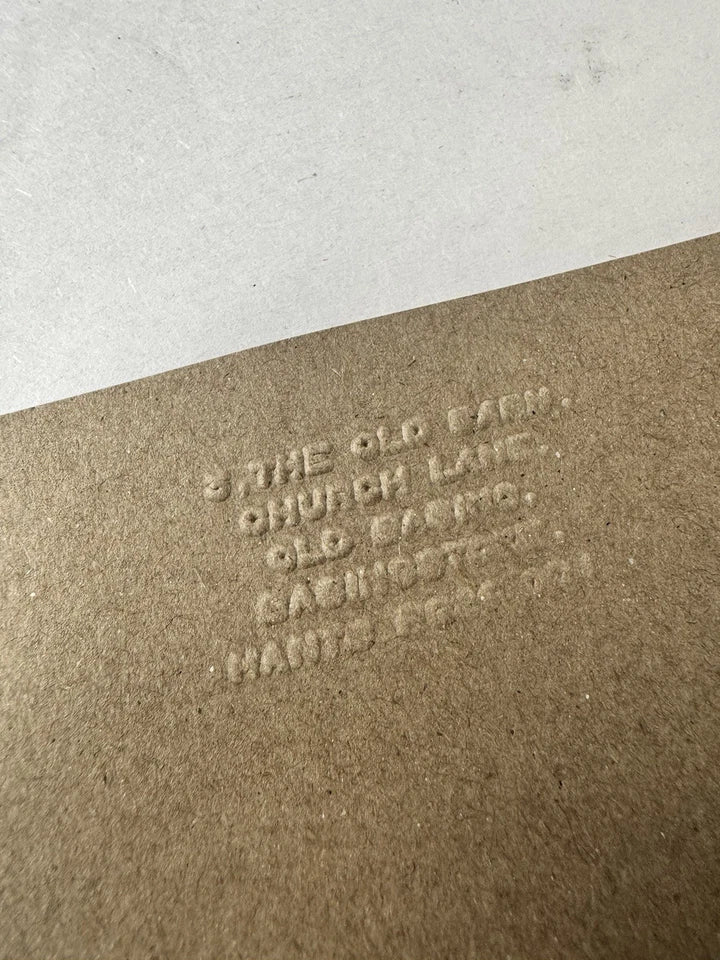 3, THE OLD BARN,
CHURCH LANE,
OLD BASING,
BASINGSTOKE,
HANTS